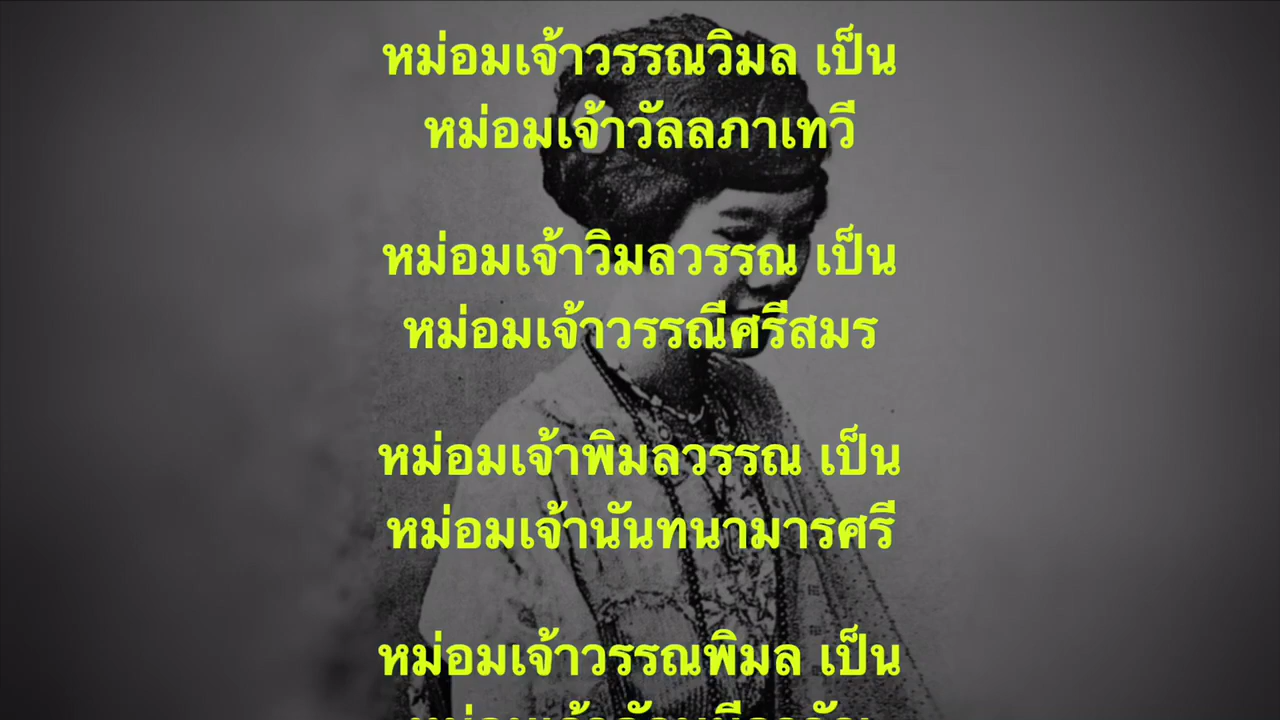 หม่อมเจ้าวรรณวิมล เป็น
หม่อมเจ้าวัลลภาเทวี
หม่อมเจ้าวิมลวรรณ เป็น
หม่อมเจ้าวรรณีศรีสมร
หม่อมเจ้าพิมลวรรณ เป็น
หม่อมเจ้านันทนามารศรี
หม่อมเจ้าวรรณพิมล เป็น